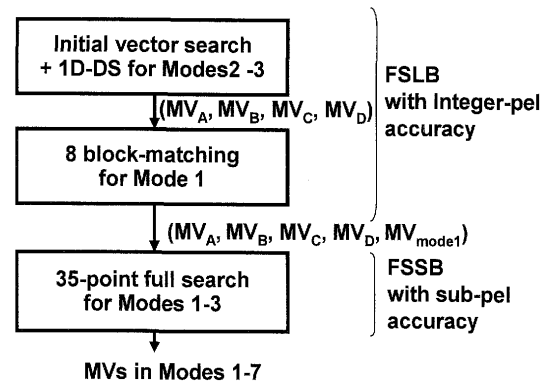 Initial vector search
+ 1D-DS for Modes2 -3
(MVA, MVB, MVC, MVD)
8 block-matching
for Mode 1
FSLB
with Integer-pel
accuracy
(MVA, MVB, MVC, MVD, MVmode1)
35-point full search
for Modes 1-3
FSSB
with sub-pel
accuracy
MVs in Modes 1-7